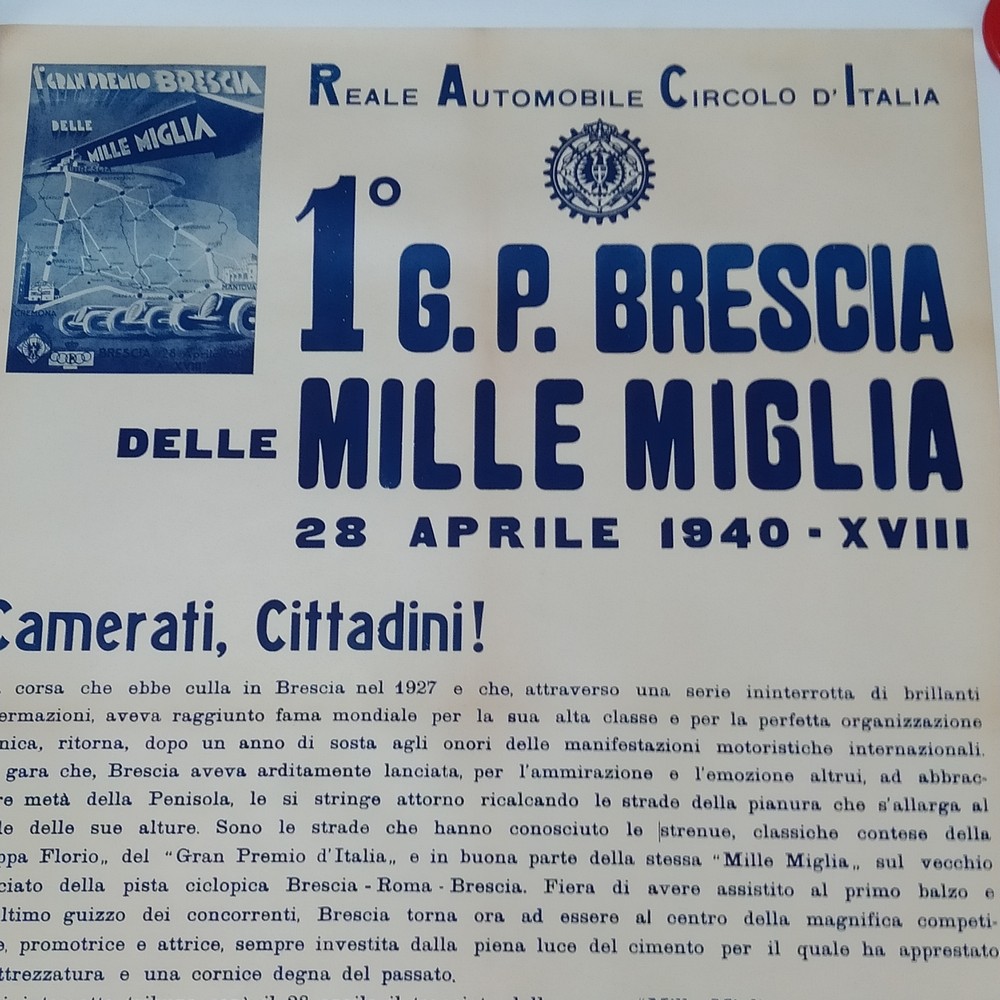 1° GRAN PREMIO BRESCIA
DELLE
MILLE MIGLIA
BRESCIA
CREMONA
MANTOVA
BRESCIA 28 Aprile 1940
XVIII
REALE AUTOMOBILE CIRCOLO D'ITALIA
1° G. P. BRESCIA
DELLE MILLE MIGLIA
28 APRILE 1940 - XVIII
Camerati, Cittadini!
corsa che ebbe culla in Brescia nel 1927 e che, attraverso una serie ininterrotta di brillanti
ermazioni, aveva raggiunto fama mondiale per la sua alta classe e per la perfetta organizzazione
nica, ritorna, dopo un anno di sosta agli onori delle manifestazioni motoristiche internazionali.
gara che, Brescia aveva arditamente lanciata, per l'ammirazione e l'emozione altrui, ad abbrac-
re metà della Penisola, le si stringe attorno ricalcando le strade della pianura che s'allarga al
le delle sue alture. Sono le strade che hanno conosciuto le strenue, classiche contese della
ppa Florio„ del “Gran Premio d'Italia„ e in buona parte della stessa “Mille Miglia„ sul vecchio
ciato della pista ciclopica Brescia - Roma - Brescia. Fiera di avere assistito al primo balzo e
ltimo guizzo dei concorrenti, Brescia torna ora ad essere al centro della magnifica competi-
e, promotrice e attrice, sempre investita dalla piena luce del cimento per il quale ha apprestato
ttrezzatura e una cornice degna del passato.